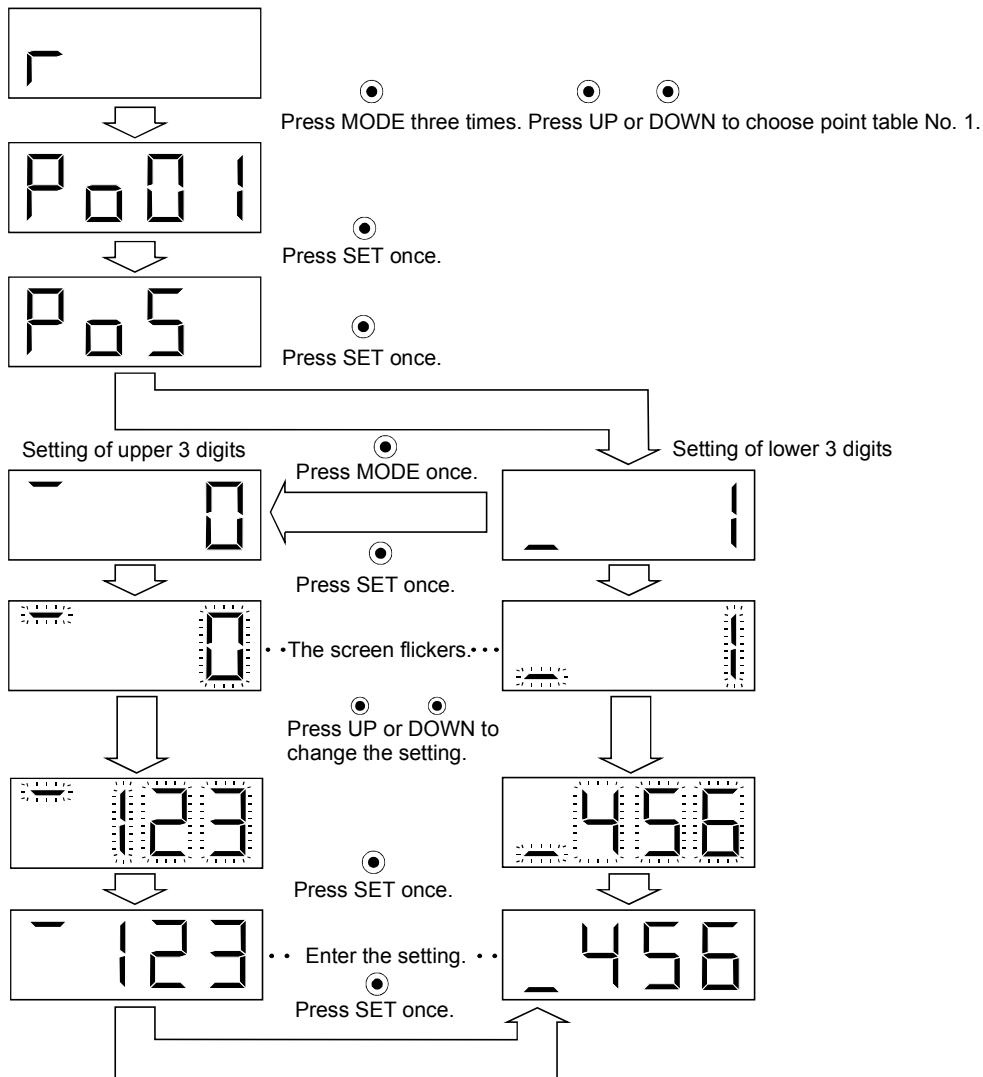 r
Press MODE three times. Press UP or DOWN to choose point table No. 1.
Po01
Press SET once.
PoS
Press SET once.
Setting of upper 3 digits
Press MODE once.
Setting of lower 3 digits
¯ 0
_ 1
Press SET once.
¯ 0
The screen flickers.
_ 1
Press UP or DOWN to
change the setting.
¯ 123
_ 456
Press SET once.
¯ 123
Enter the setting.
_ 456
Press SET once.